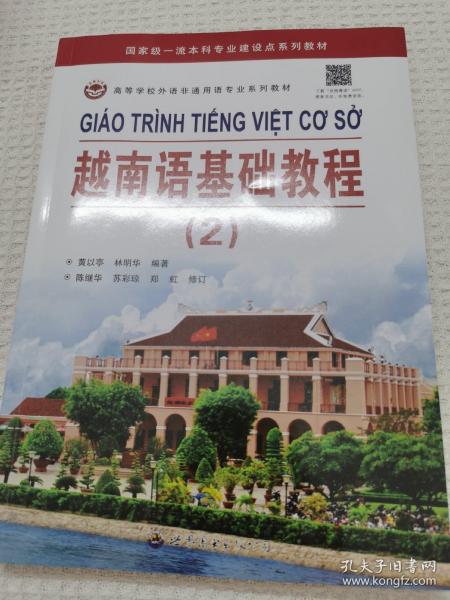 国家级一流本科专业建设点系列教材
高等学校外语非通用语专业系列教材
GIÁO TRÌNH TIẾNG VIỆT CƠ SỞ
越南语基础教程
(2)
黄以亭 林明华 编著
陈继华 苏彩琼 郑虹 修订
孔夫子旧书网
www.kongfz.com